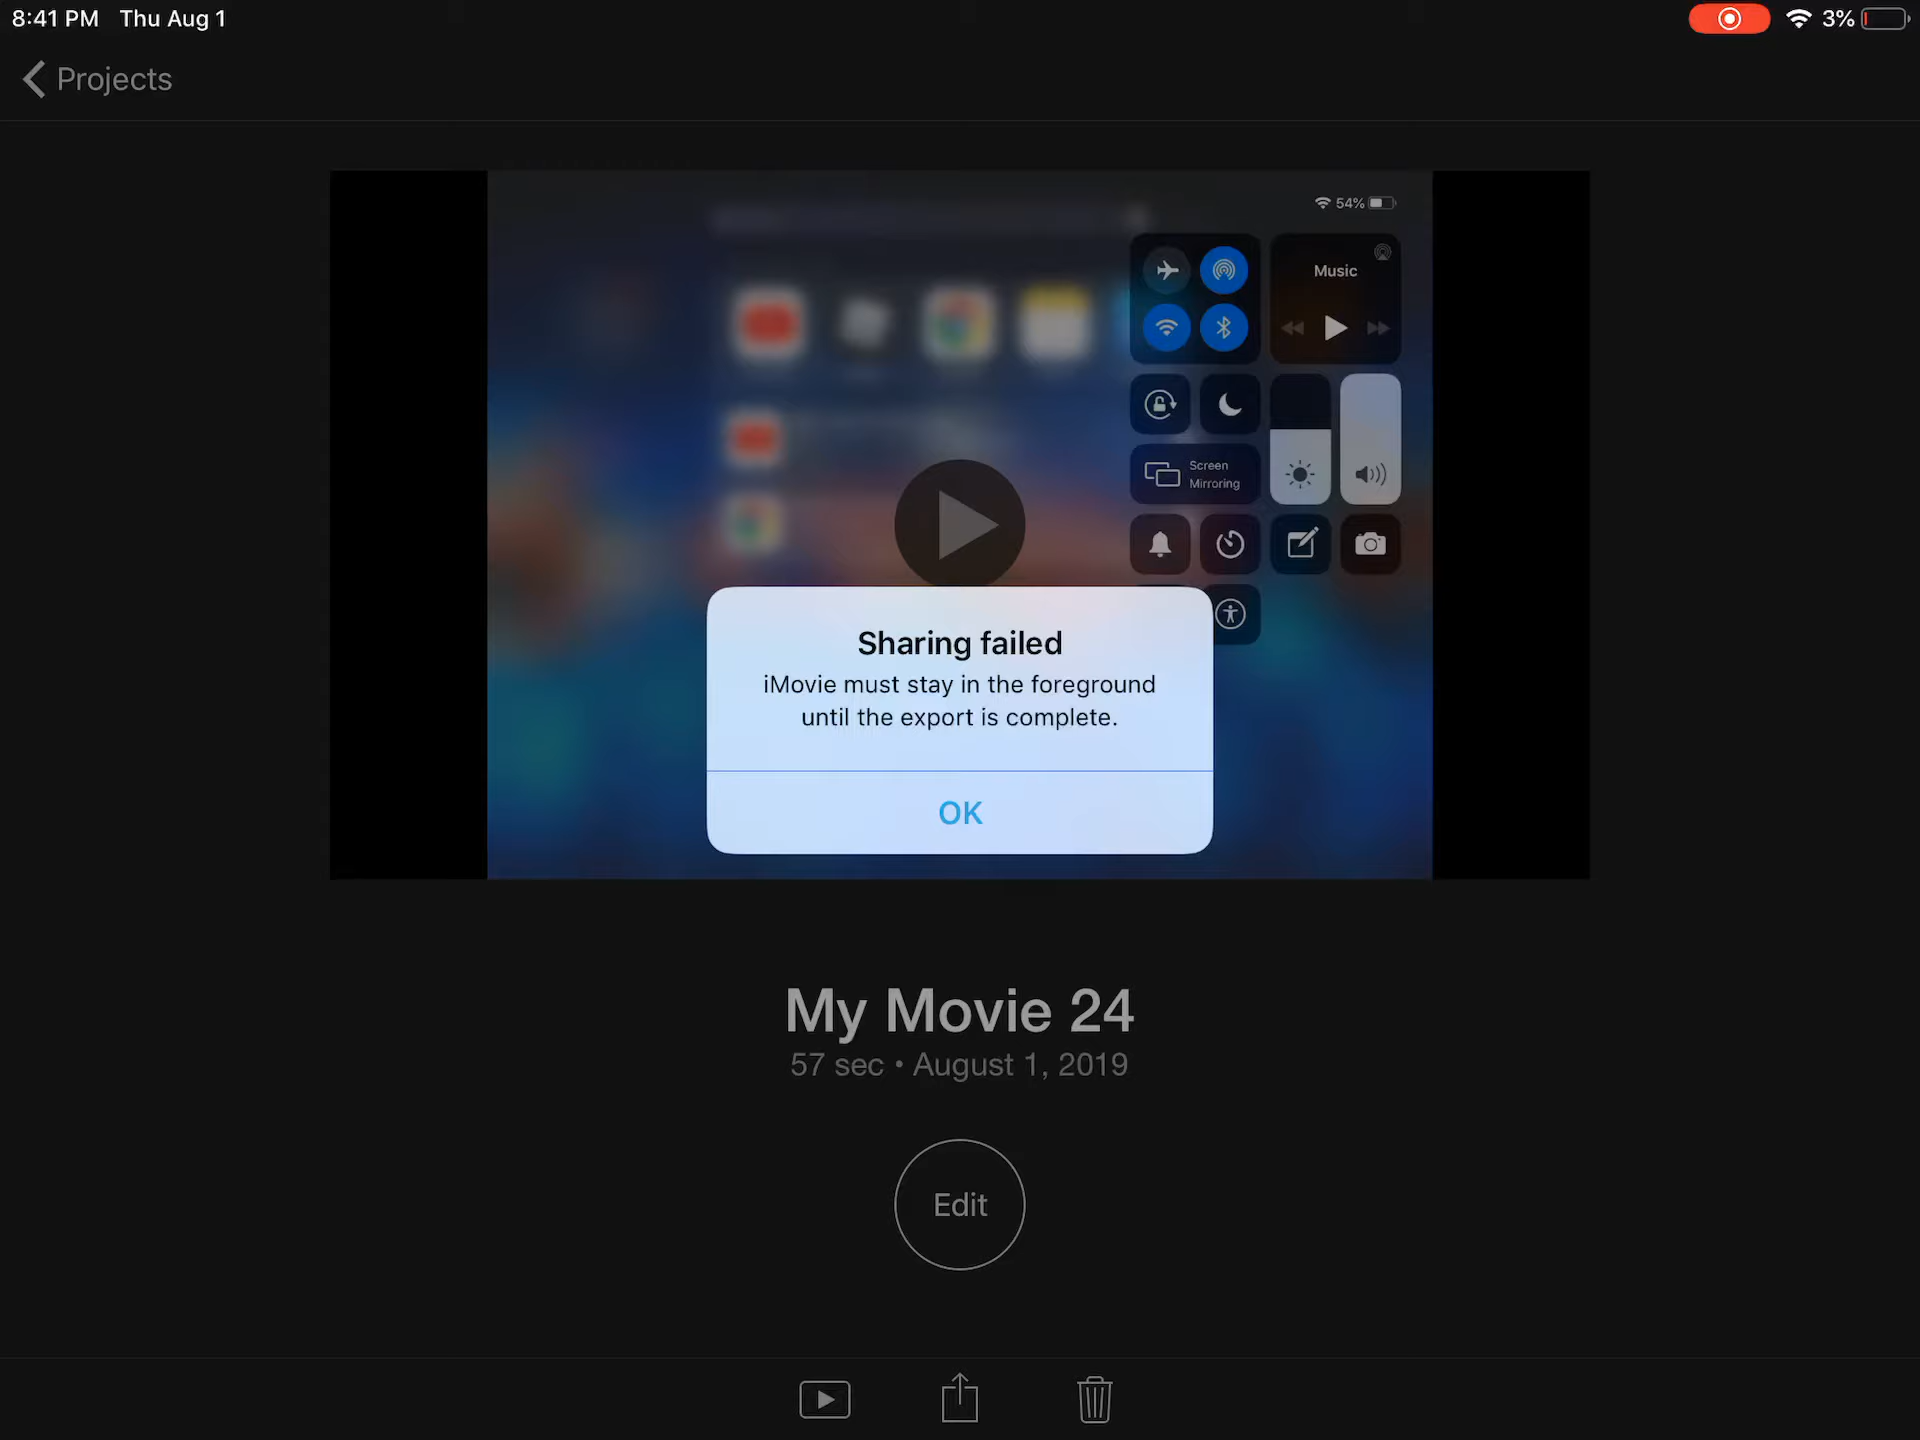 8:41 PM Thu Aug 1
3%
Projects
54%
Music
Screen
Mirroring
Sharing failed
iMovie must stay in the foreground
until the export is complete.
OK
My Movie 24
57 sec • August 1, 2019
Edit